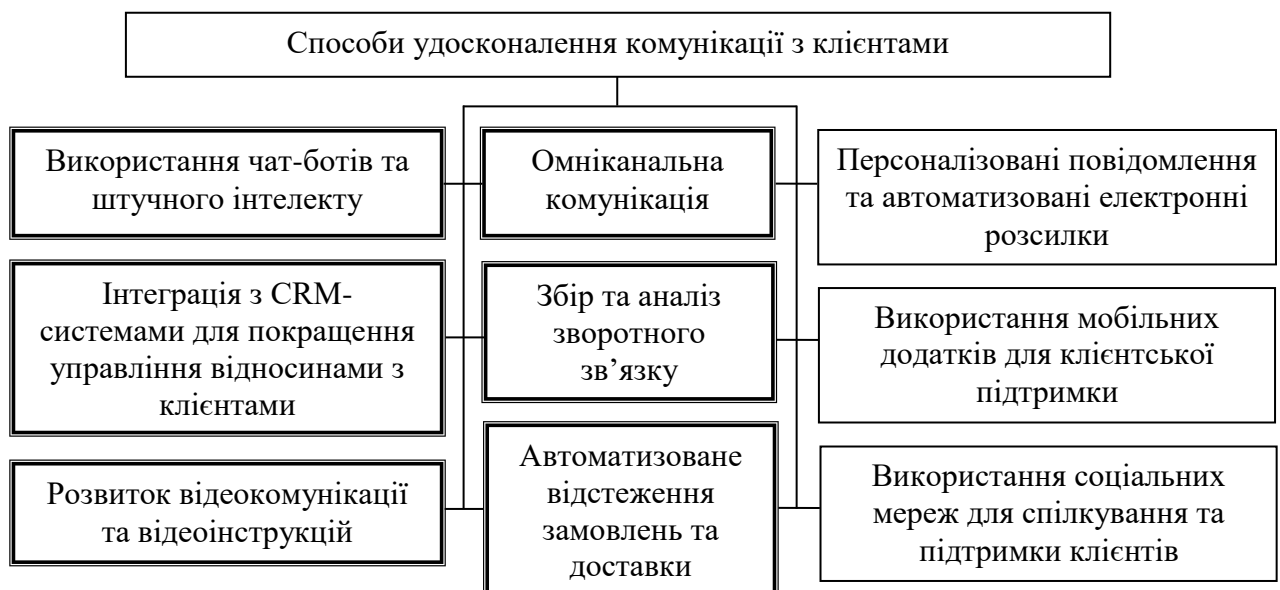 Способи удосконалення комунікації з клієнтами
Використання чат-ботів та
штучного інтелекту
Омніканальна
комунікація
Персоналізовані повідомлення
та автоматизовані електронні
розсилки
Інтеграція з CRM-
системами для покращення
управління відносинами з
клієнтами
Збір та аналіз
зворотного
зв’язку
Використання мобільних
додатків для клієнтської
підтримки
Розвиток відеокомунікації
та відеоінструкцій
Автоматизоване
відстеження
замовлень та
доставки
Використання соціальних
мереж для спілкування та
підтримки клієнтів